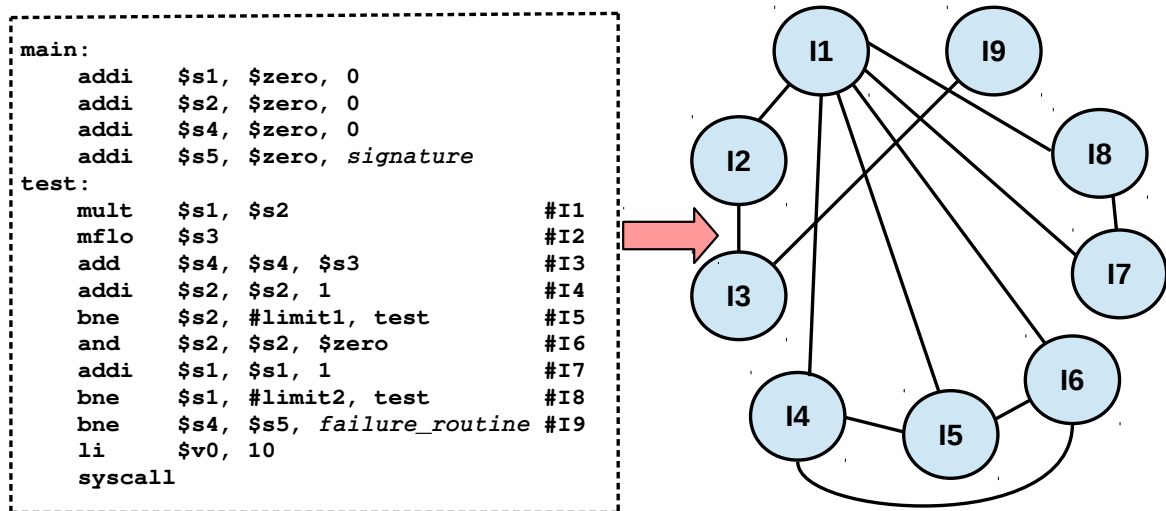 main:
addi $s1, $zero, 0
addi $s2, $zero, 0
addi $s4, $zero, 0
addi $s5, $zero, signature
test:
mult $s1, $s2 #I1
mflo $s3 #I2
add $s4, $s4, $s3 #I3
addi $s2, $s2, 1 #I4
bne $s2, #limit1, test #I5
and $s2, $s2, $zero #I6
addi $s1, $s1, 1 #I7
bne $s1, #limit2, test #I8
bne $s4, $s5, failure_routine #I9
li $v0, 10
syscall
I1
I9
I2
I8
I3
I7
I4
I5
I6